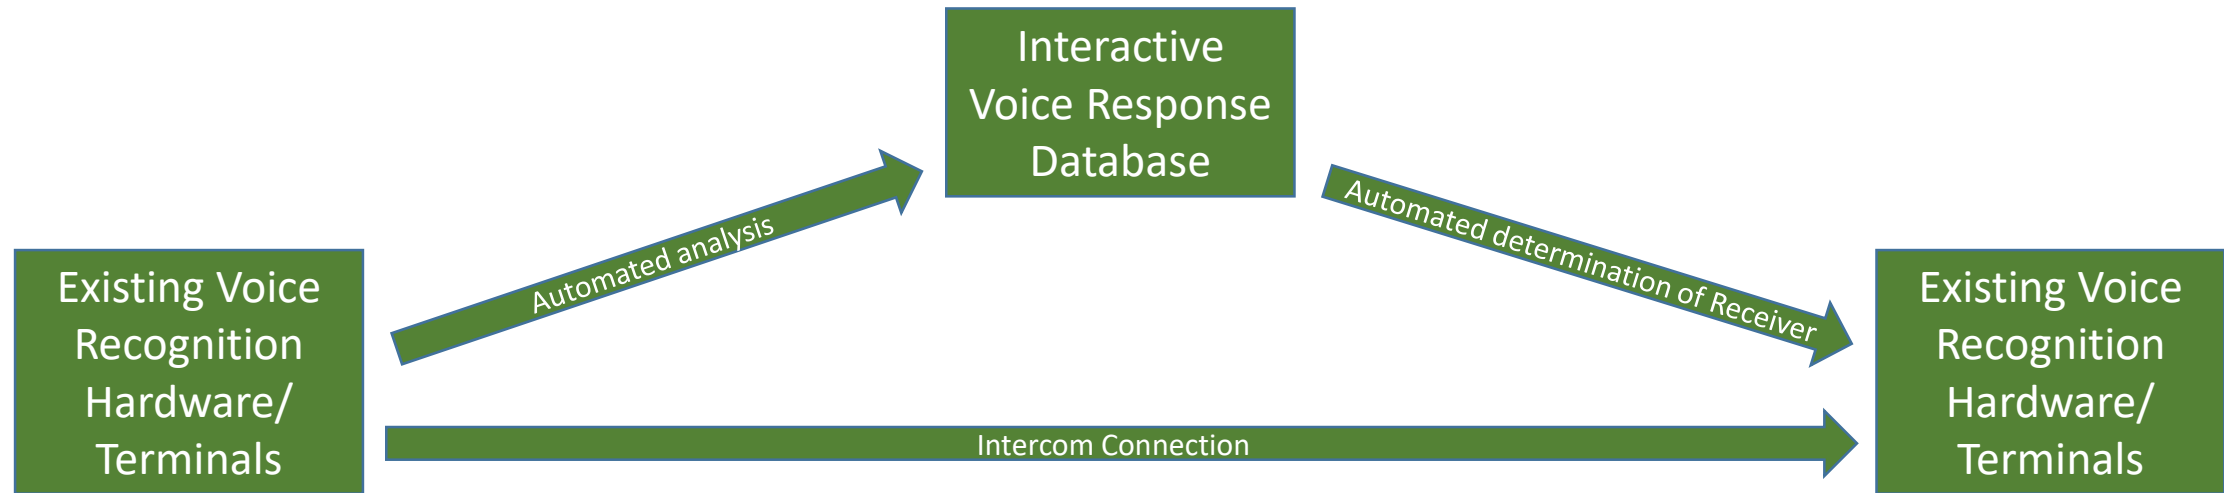 Interactive
Voice Response
Database
Automated analysis
Automated determination of Receiver
Existing Voice
Recognition
Hardware/
Terminals
Intercom Connection
Existing Voice
Recognition
Hardware/
Terminals